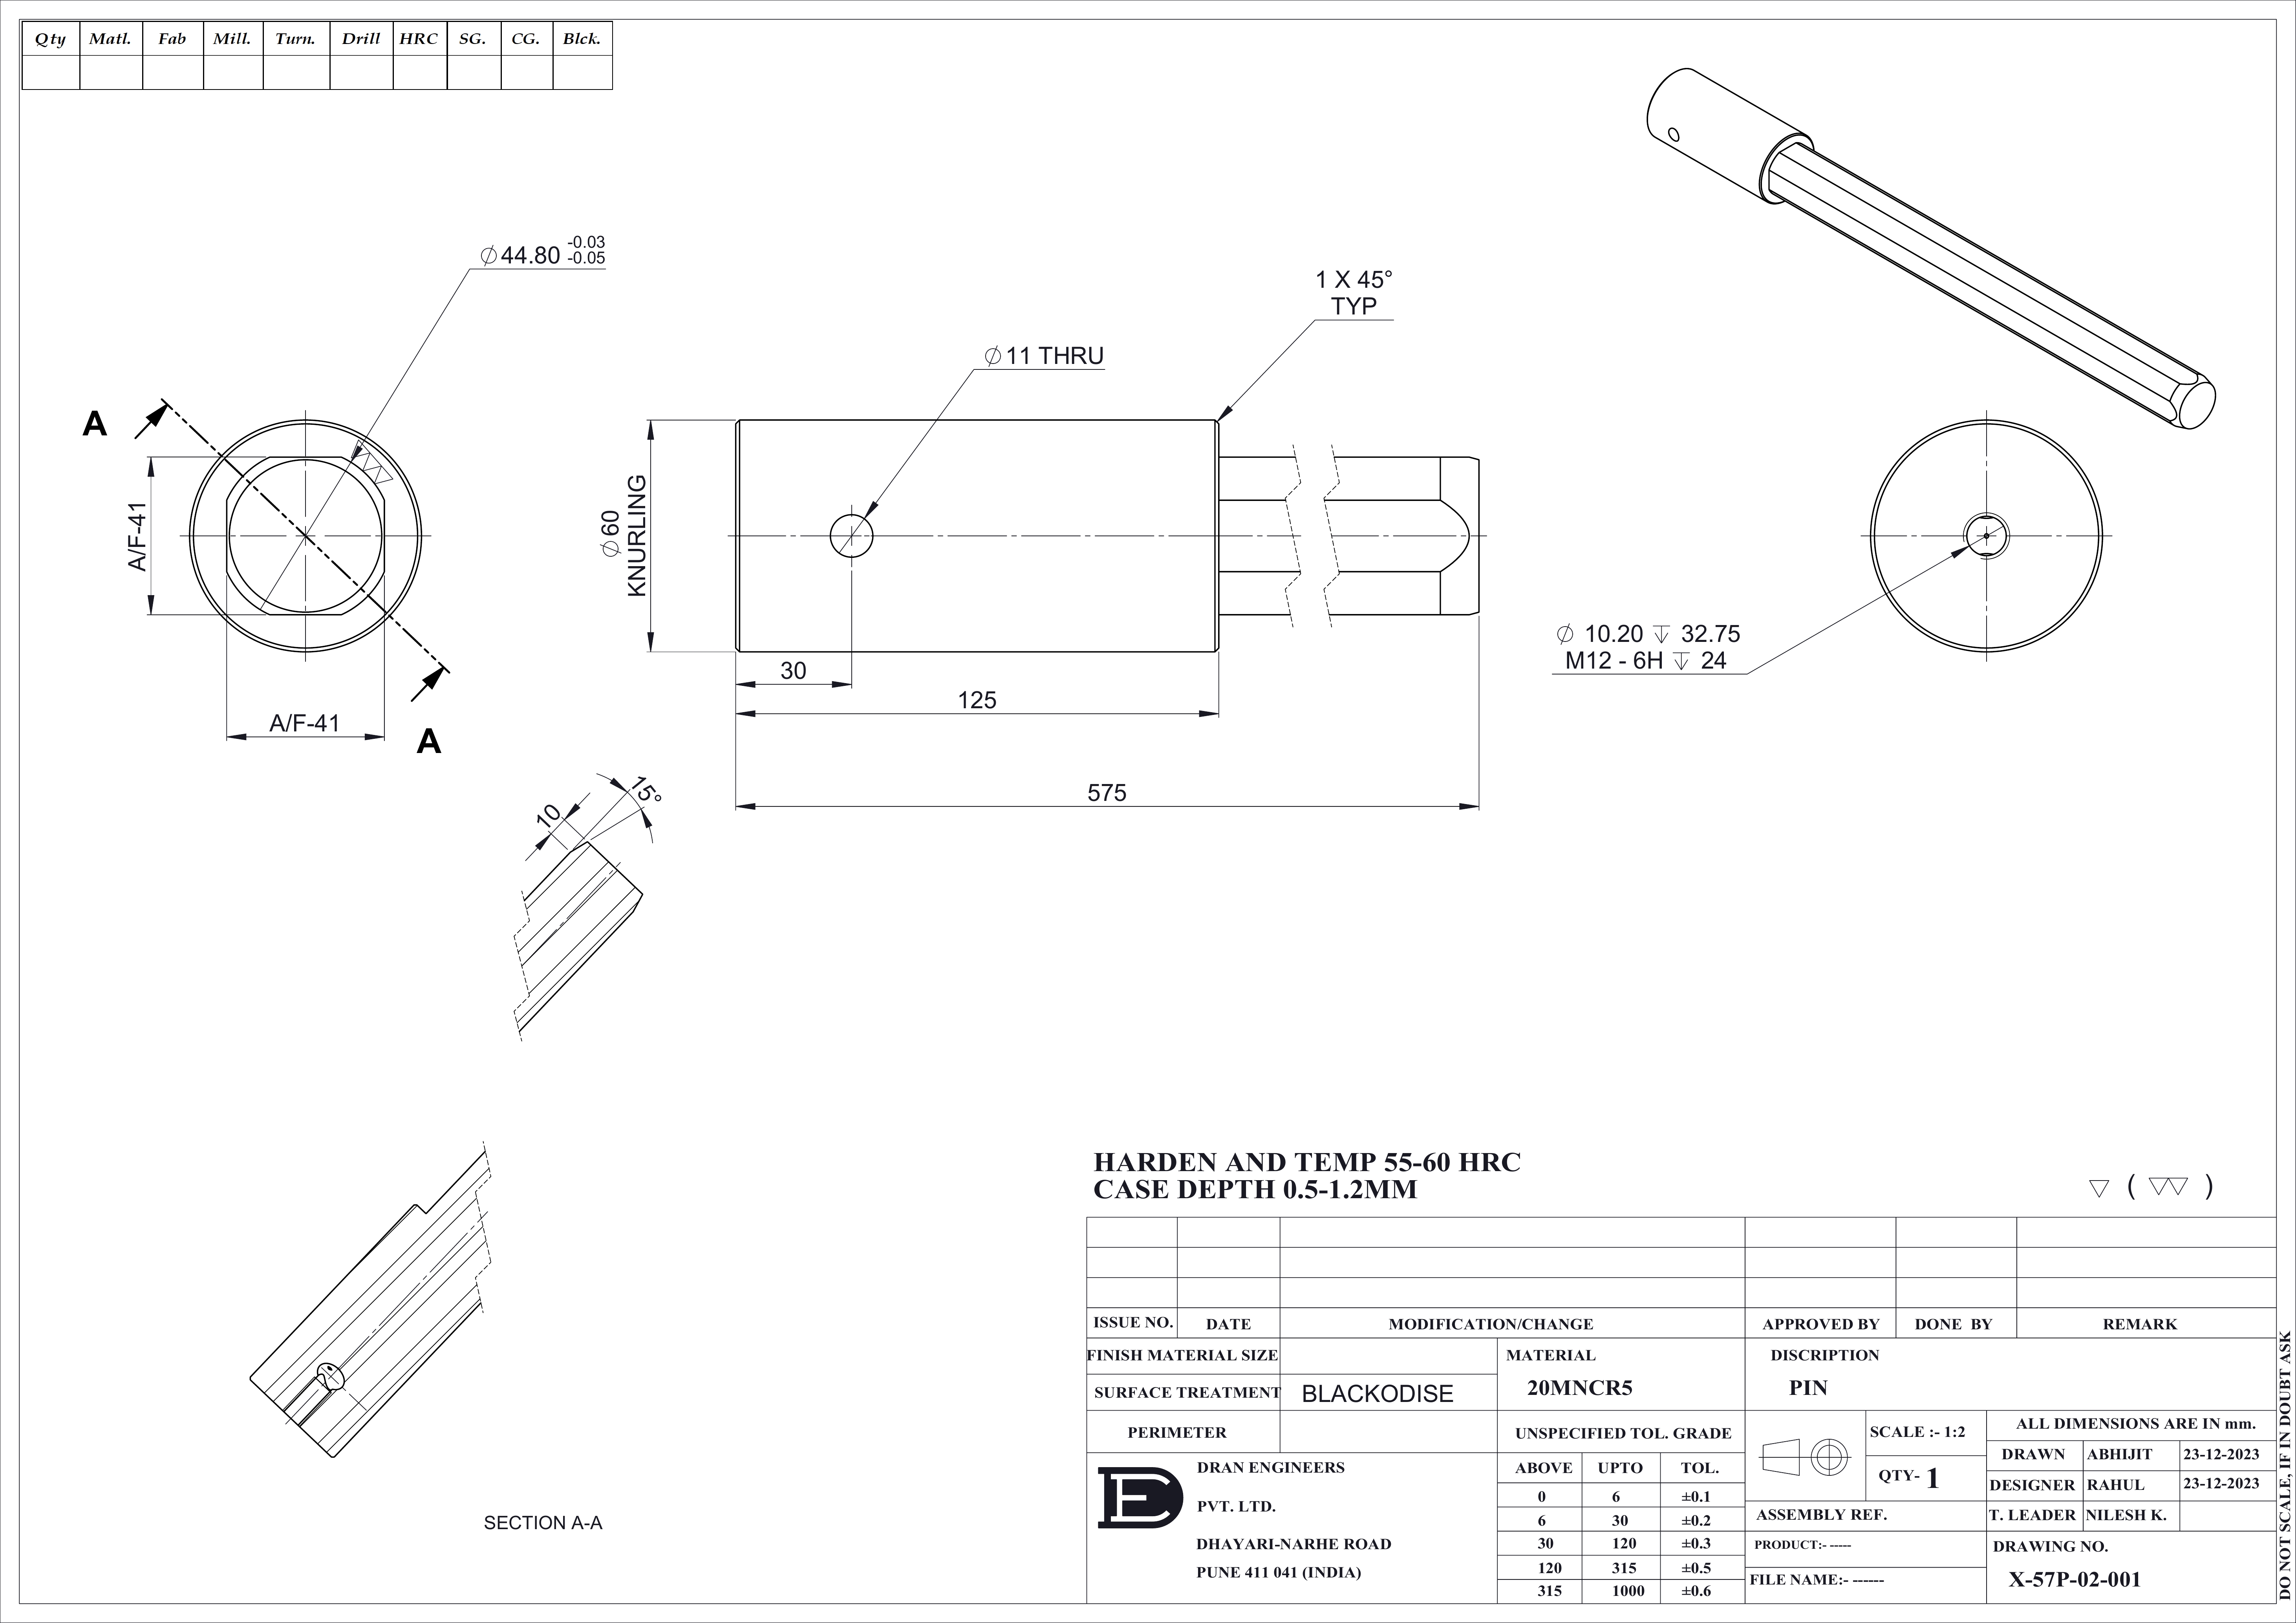 Qty Matl. Fab Mill. Turn. Drill HRC SG. CG. Blck.
⌀44.80 -0.03 -0.05
1 X 45°
TYP
⌀11 THRU
A
A/F-41
⌀60
KNURLING
⌀ 10.20 ↧ 32.75
M12 - 6H ↧ 24
30
125
A/F-41
A
575
15°
10
HARDEN AND TEMP 55-60 HRC
CASE DEPTH 0.5-1.2MM
▽ ( ▽▽ )
ISSUE NO. DATE MODIFICATION/CHANGE APPROVED BY DONE BY REMARK
FINISH MATERIAL SIZE
MATERIAL
20MNCR5
DISCRIPTION
PIN
SURFACE TREATMENT BLACKODISE
PERIMETER
UNSPECIFIED TOL. GRADE
ABOVE UPTO TOL.
0 6 ±0.1
6 30 ±0.2
30 120 ±0.3
120 315 ±0.5
315 1000 ±0.6
SCALE :- 1:2
QTY- 1
ALL DIMENSIONS ARE IN mm.
DRAWN ABHIJIT 23-12-2023
DESIGNER RAHUL 23-12-2023
T. LEADER NILESH K.
ASSEMBLY REF.
PRODUCT:- -----
FILE NAME:- ------
DRAWING NO.
X-57P-02-001
DE
DRAN ENGINEERS
PVT. LTD.
DHAYARI-NARHE ROAD
PUNE 411 041 (INDIA)
SECTION A-A
DO NOT SCALE, IF IN DOUBT ASK